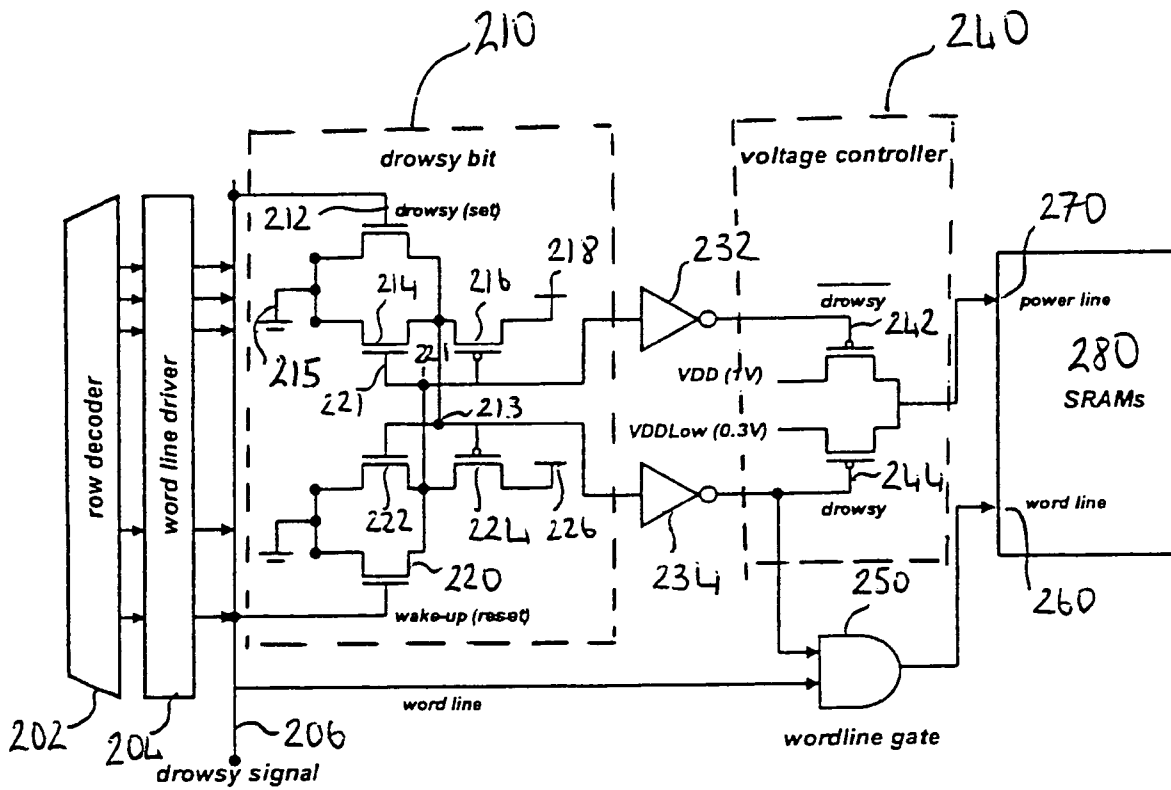 210
240
drowsy bit
voltage controller
212
drowsy (set)
218
232
270
214
216
drowsy
242
power line
row decoder
word line driver
215
221
221
VDD (1V)
280
SRAMs
213
VDDLow (0.3V)
244
word line
222
224
226
drowsy
220
234
250
260
wake-up (reset)
202
204
206
word line
wordline gate
drowsy signal